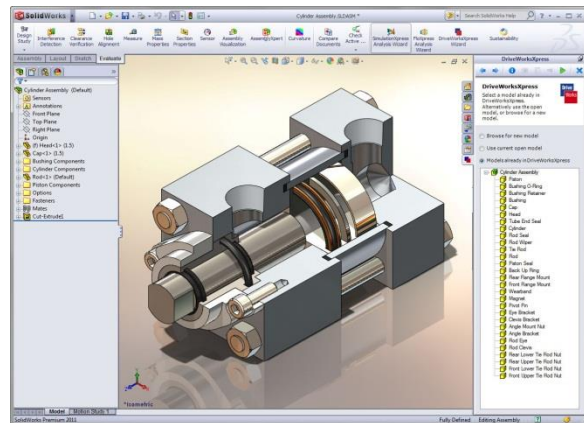 SolidWorks
Cylinder Assembly.SLDASM *
Search SolidWorks Help
Design Study
Interference Detection
Clearance Verification
Hole Alignment
Measure
Mass Properties
Section Properties
Sensor
Assembly Visualization
AssemblyXpert
Curvature
Compare Documents
Check Active ...
SimulationXpress Analysis Wizard
FloXpress Analysis Wizard
DriveWorksXpress Wizard
Sustainability
Assembly Layout Sketch Evaluate
Cylinder Assembly (Default)
Sensors
Annotations
Front Plane
Top Plane
Right Plane
Origin
(f) Head<1> (1.5)
Cap<1> (1.5)
Bushing Components
Cylinder Components
Rod<1> (Default)
Piston Components
Options
Fasteners
Mates
Cut-Extrude1
*Isometric
DriveWorksXpress
DriveWorksXpress
Select a model already in
DriveWorksXpress.
Alternatively use the open
model, or browse for a new
model.
Browse for new model
Use current open model
Models already in DriveWorksXpress
Cylinder Assembly
Piston
Bushing O-Ring
Bushing Retainer
Bushing
Cap
Head
Tube End Seal
Cylinder
Rod Seal
Rod Wiper
Tie Rod
Rod
Piston Seal
Back Up Ring
Rear Flange Mount
Front Flange Mount
Wearband
Magnet
Pivot Pin
Eye Bracket
Clevis Bracket
Angle Mount Nut
Angle Bracket
Rod Eye
Rod Clevis
Rear Lower Tie Rod Nut
Rear Upper Tie Rod Nut
Front Lower Tie Rod Nut
Front Upper Tie Rod Nut
Model Motion Study 1
SolidWorks Premium 2011
Fully Defined Editing Assembly